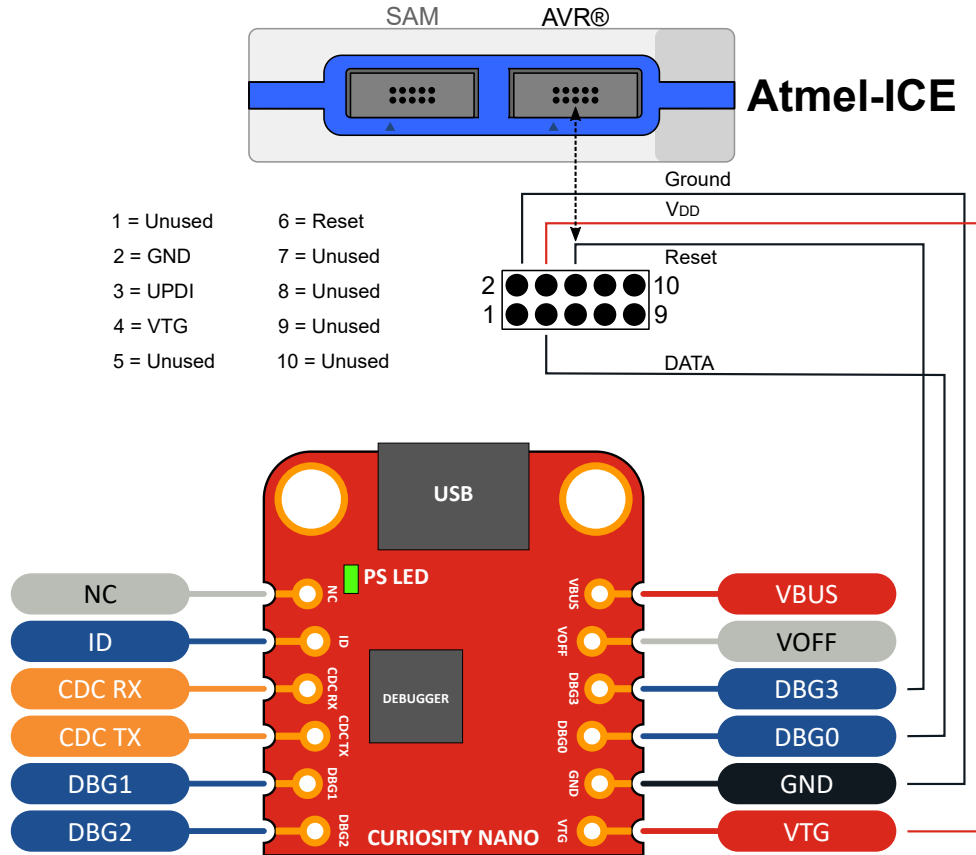 SAM
AVR®
Atmel-ICE
Ground
VDD
Reset
1 = Unused
2 = GND
3 = UPDI
4 = VTG
5 = Unused
6 = Reset
7 = Unused
8 = Unused
9 = Unused
10 = Unused
2
10
1
9
DATA
USB
PS LED
NC
ID
CDC RX
CDC TX
DBG1
DBG2
NC
ID
CDC RX
CDC TX
DBG1
DBG2
DEBUGGER
CURIOSITY NANO
VBUS
VOFF
DBG3
DBG0
GND
VTG
VBUS
VOFF
DBG3
DBG0
GND
VTG